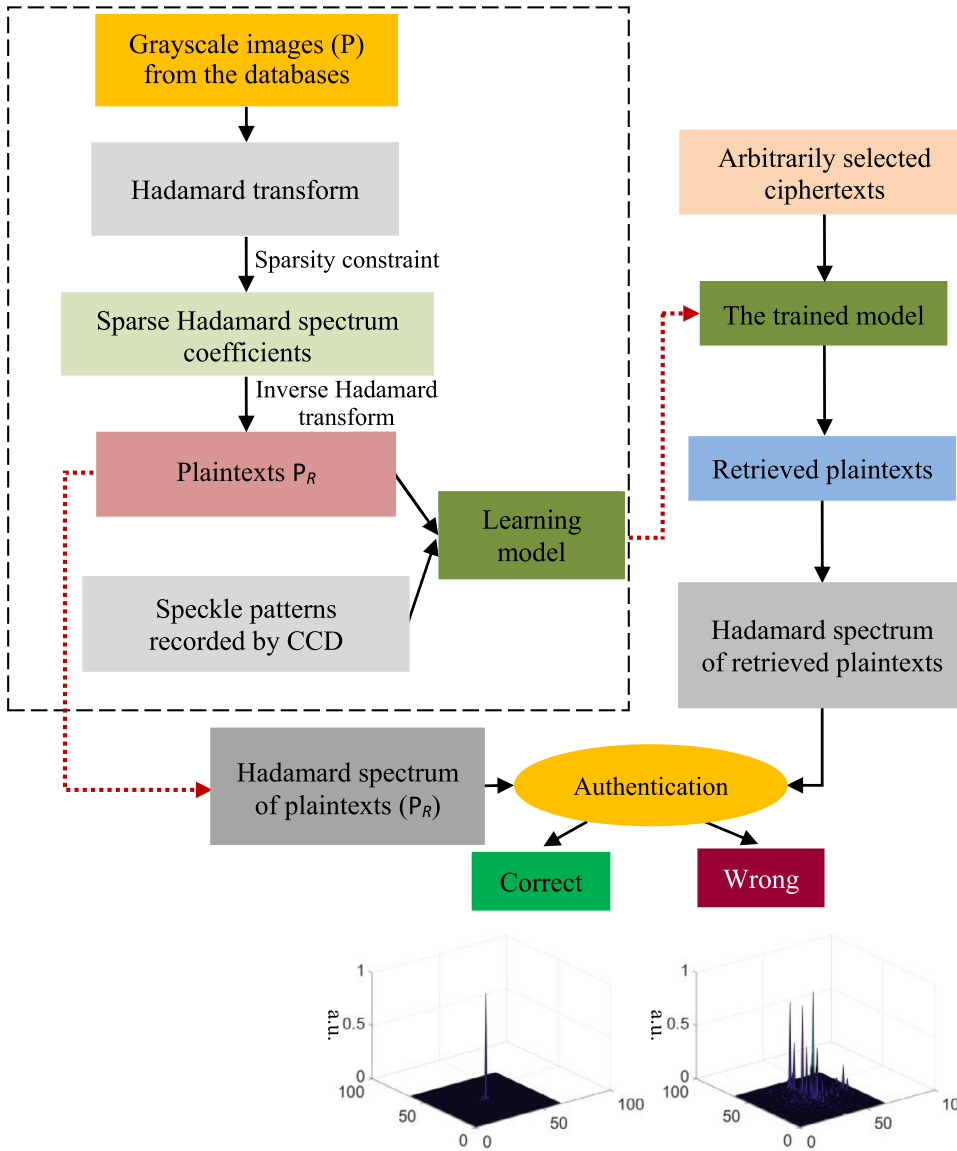 Grayscale images (P)
from the databases
Hadamard transform
Sparsity constraint
Sparse Hadamard spectrum
coefficients
Inverse Hadamard
transform
Plaintexts P_R
Learning
model
Speckle patterns
recorded by CCD
Arbitrarily selected
ciphertexts
The trained model
Retrieved plaintexts
Hadamard spectrum
of retrieved plaintexts
Hadamard spectrum
of plaintexts (P_R)
Authentication
Correct
Wrong
1
0.5
0
a.u.
100
50
0
0
50
100
1
0.5
0
a.u.
100
50
0
0
50
100